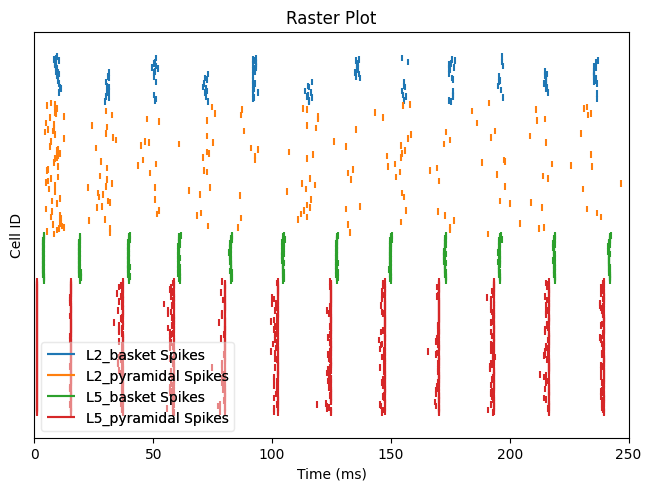 Raster Plot
Cell ID
L2_basket Spikes
L2_pyramidal Spikes
L5_basket Spikes
L5_pyramidal Spikes
0 50 100 150 200 250
Time (ms)